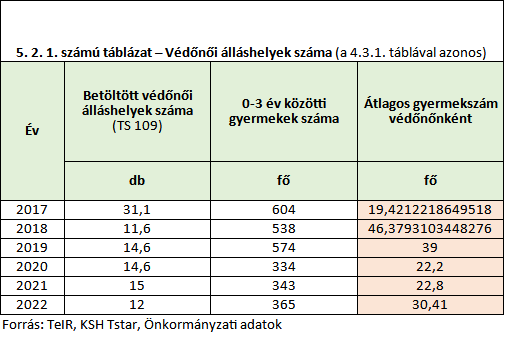 5. 2. 1. számú táblázat – Védőnői álláshelyek száma (a 4.3.1. táblával azonos)
Év
Betöltött védőnői
álláshelyek száma
(TS 109)
0-3 év közötti
gyermekek száma
Átlagos gyermekszám
védőnőnként
db
fő
fő
2017 31,1 604 19,4212218649518
2018 11,6 538 46,3793103448276
2019 14,6 574 39
2020 14,6 334 22,2
2021 15 343 22,8
2022 12 365 30,41
Forrás: TeIR, KSH Tstar, Önkormányzati adatok